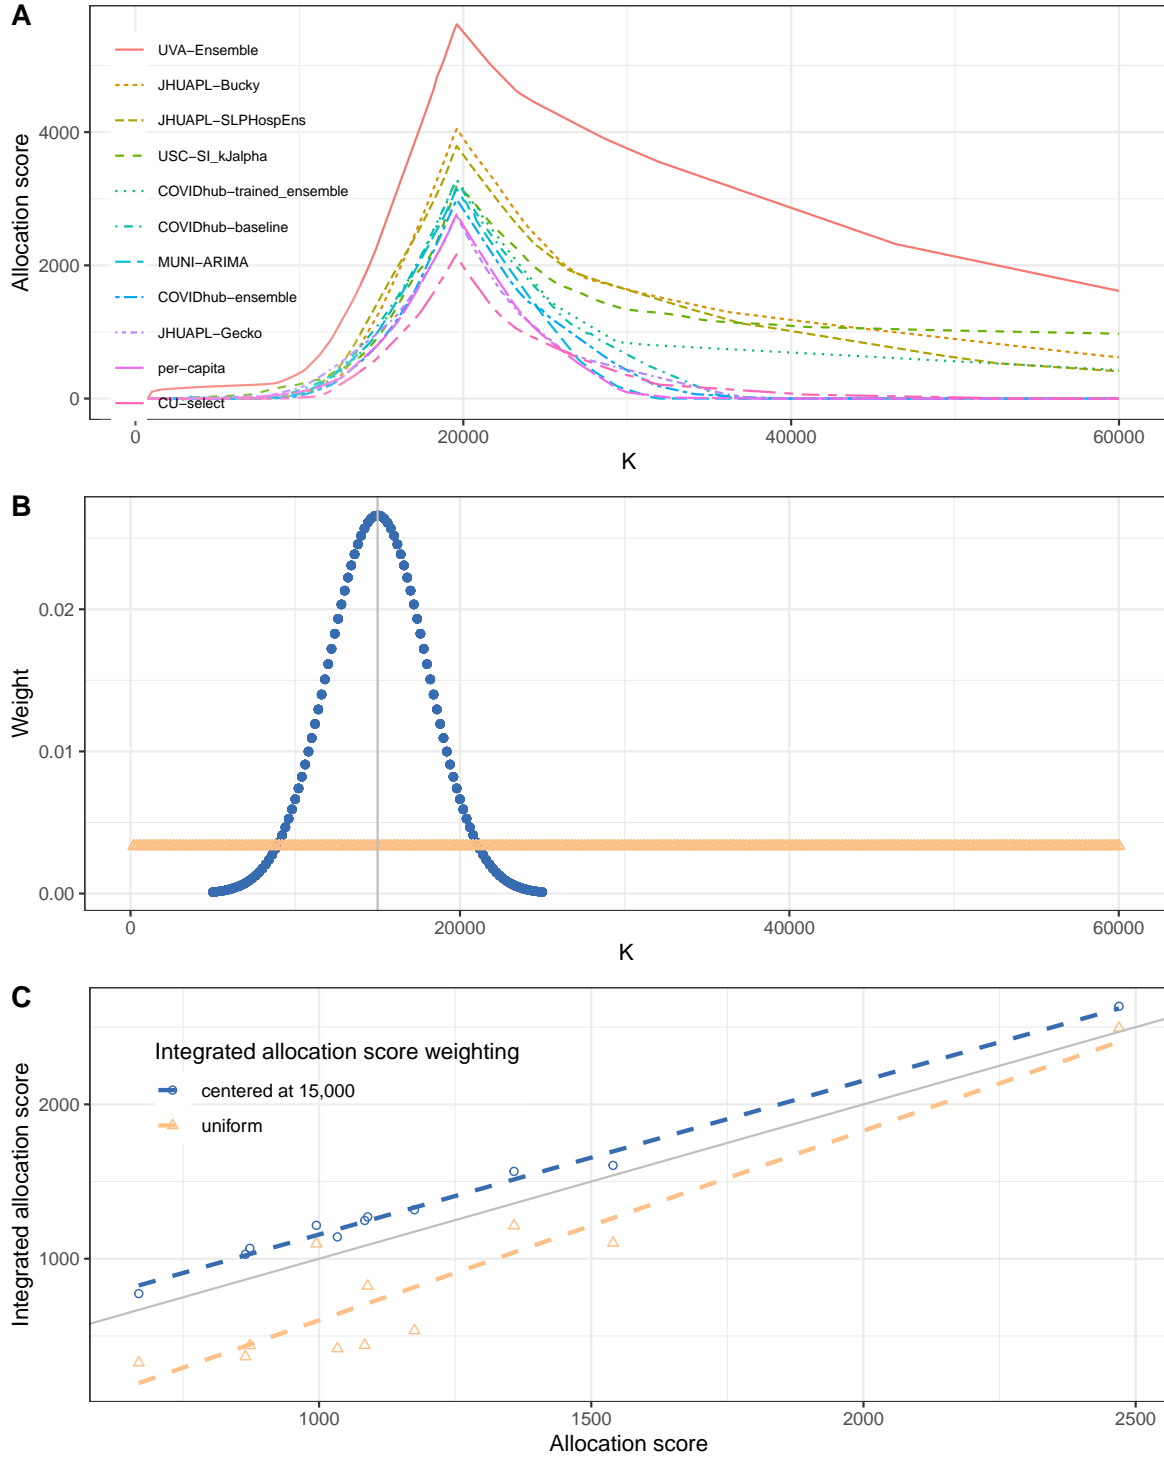 A
Allocation score
4000
2000
0
UVA−Ensemble
JHUAPL−Bucky
JHUAPL−SLPHospEns
USC−SI_kJalpha
COVIDhub−trained_ensemble
COVIDhub−baseline
MUNI−ARIMA
COVIDhub−ensemble
JHUAPL−Gecko
per−capita
CU−select
0 20000 40000 60000
K
B
Weight
0.02
0.01
0.00
0 20000 40000 60000
K
C
Integrated allocation score
2000
1000
Integrated allocation score weighting
centered at 15,000
uniform
1000 1500 2000 2500
Allocation score